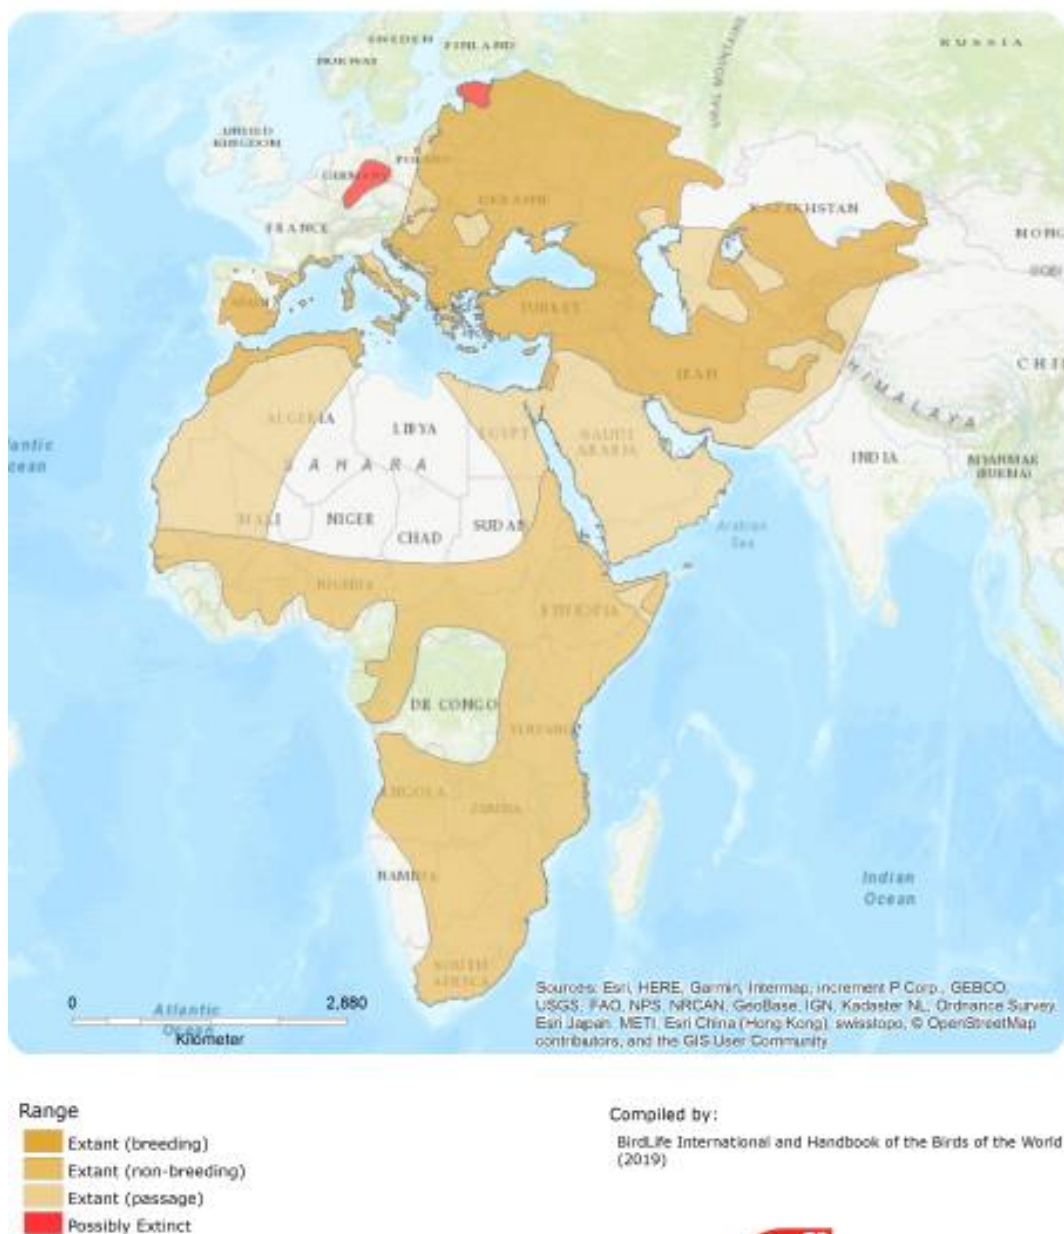 SWEDEN
FINLAND
NORWAY
RUSSIA
UNITED
KINGDOM
POLAND
GERMANY
UKRAINE
KAZAKHSTAN
FRANCE
MONG
SPAIN
TURKEY
IRAN
CHI
HIMALAYA
ALGERIA
LIBYA
EGYPT
SAUDI
ARABIA
lantic
cean
SAHARA
INDIA
MYANMAR
(BURMA)
MALI
NIGER
CHAD
SUDAN
Arabian
Sea
NIGERIA
ETHIOPIA
DR CONGO
TANZANIA
ANGOLA
ZAMBIA
NAMIBIA
Indian
Ocean
SOUTH
AFRICA
0
2,880
Atlantic
Ocean
Kilometer
Sources: Esri, HERE, Garmin, Intermap, increment P Corp., GEBCO,
USGS, FAO, NPS, NRCAN, GeoBase, IGN, Kadaster NL, Ordnance Survey,
Esri Japan, METI, Esri China (Hong Kong), swisstopo, © OpenStreetMap
contributors, and the GIS User Community
Range
Extant (breeding)
Extant (non-breeding)
Extant (passage)
Possibly Extinct
Compiled by:
BirdLife International and Handbook of the Birds of the World
(2019)